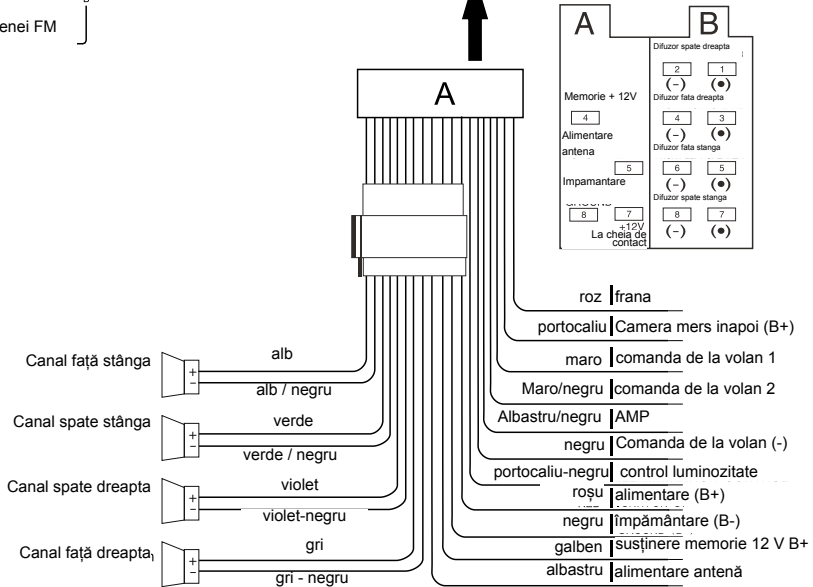 enei FM
A
A
B
Difuzor spate dreapta
2
1
(-)
(•)
Memorie + 12V
Difuzor fata dreapta
4
4
3
(-)
(•)
Alimentare
antena
Difuzor fata stanga
5
6
5
(-)
(•)
Impamantare
Difuzor spate stanga
8
7
8
7
(-)
(•)
+12V
La cheia de
contact
roz frana
portocaliu Camera mers inapoi (B+)
maro comanda de la volan 1
Maro/negru comanda de la volan 2
Albastru/negru AMP
negru Comanda de la volan (-)
portocaliu-negru control luminozitate
roșu alimentare (B+)
negru împământare (B-)
galben susținere memorie 12 V B+
albastru alimentare antenă
Canal față stânga
+
-
alb
alb / negru
Canal spate stânga
+
-
verde
verde / negru
Canal spate dreapta
+
-
violet
violet-negru
Canal față dreapta
+
-
gri
gri - negru